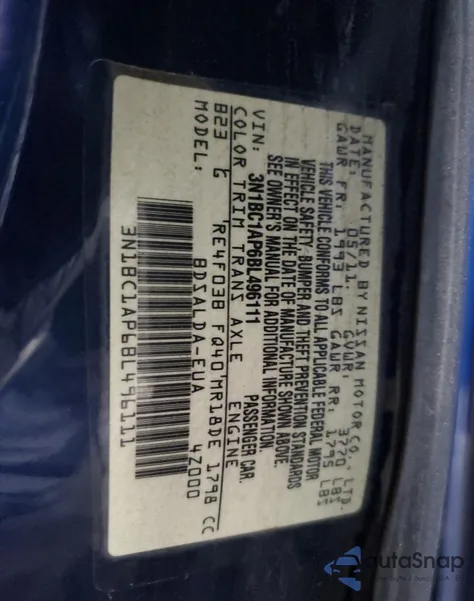 MANUFACTURED BY NISSAN MOTOR CO., LTD.
DATE: 05/11 GVWR: 3770 LBS
GAWR FR: 1993 LBS GAWR RR: 1795 LBS
THIS VEHICLE CONFORMS TO ALL APPLICABLE FEDERAL MOTOR
VEHICLE SAFETY, BUMPER AND THEFT PREVENTION STANDARDS
IN EFFECT ON THE DATE OF MANUFACTURE SHOWN ABOVE.
SEE OWNER'S MANUAL FOR ADDITIONAL INFORMATION.
VIN: 3N1BC1AP6BL496111 PASSENGER CAR.
COLOR TRIM TRANS AXLE ENGINE
B23 G RE4F03B FQ40 MR18DE 1798 CC
MODEL: BDSALDA-EUA 4Z000
3N1BC1AP6BL496111
autaSnap